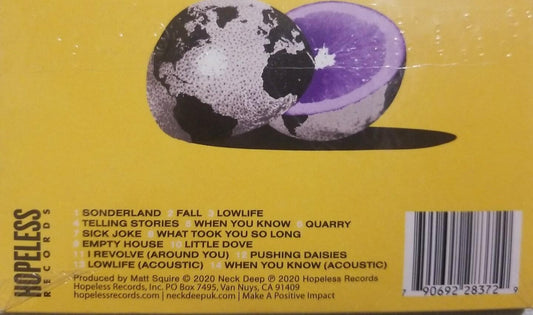 HOPELESS
RECORDS
1 SONDERLAND 2 FALL 3 LOWLIFE
4 TELLING STORIES 5 WHEN YOU KNOW 6 QUARRY
7 SICK JOKE 8 WHAT TOOK YOU SO LONG
9 EMPTY HOUSE 10 LITTLE DOVE
11 I REVOLVE (AROUND YOU) 12 PUSHING DAISIES
13 LOWLIFE (ACOUSTIC) 14 WHEN YOU KNOW (ACOUSTIC)
Produced by Matt Squire © 2020 Neck Deep ℗ 2020 Hopeless Records
Hopeless Records, Inc PO Box 7495, Van Nuys, CA 91409
hopelessrecords.com | neckdeepuk.com | Make A Positive Impact
7 90692 28372 9